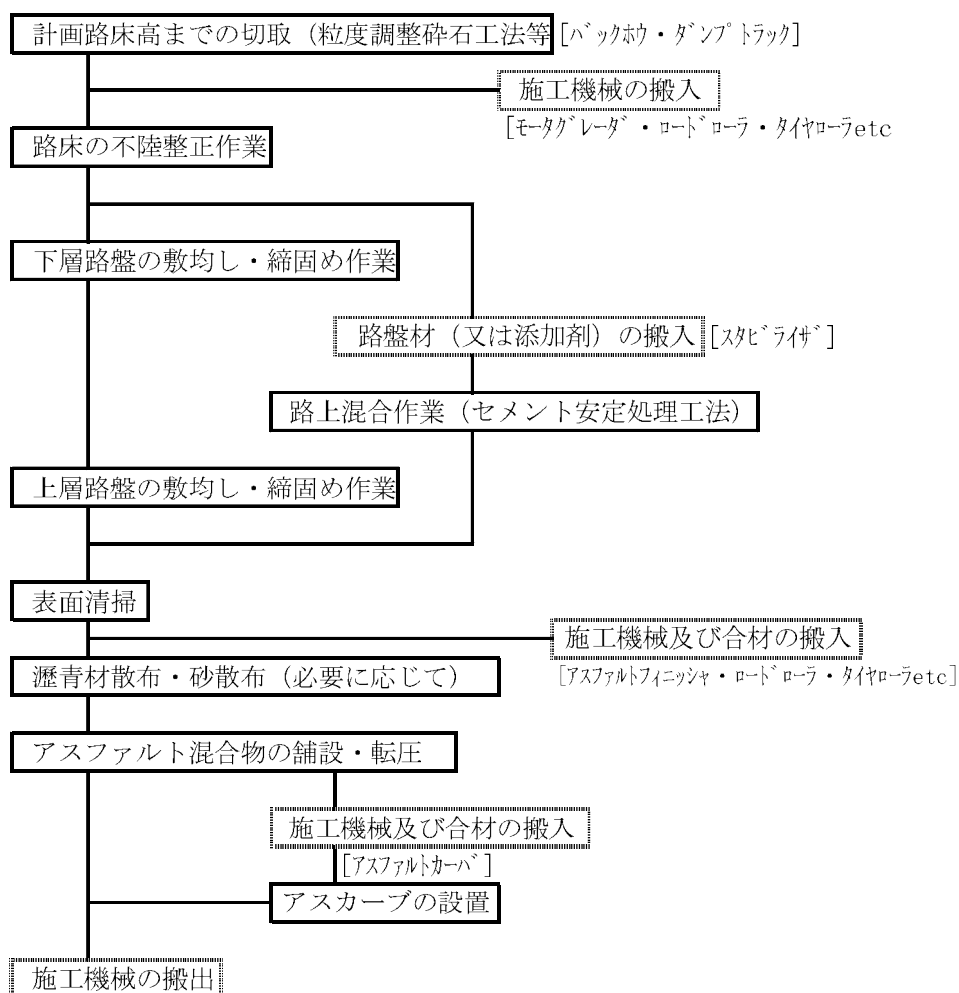 計画路床高までの切取（粒度調整砕石工法等 [ﾊﾞｯｸﾎｳ・ﾀﾞﾝﾌﾟﾄﾗｯｸ]
施工機械の搬入
[ﾓｰﾀｸﾞﾚｰﾀﾞ・ﾛｰﾄﾞﾛｰﾗ・ﾀｲﾔﾛｰﾗetc
路床の不陸整正作業
下層路盤の敷均し・締固め作業
路盤材（又は添加剤）の搬入 [ｽﾀﾋﾞﾗｲｻﾞ]
路上混合作業（セメント安定処理工法）
上層路盤の敷均し・締固め作業
表面清掃
施工機械及び合材の搬入
瀝青材散布・砂散布（必要に応じて） [ｱｽﾌｧﾙﾄﾌｨﾆｯｼｬ・ﾛｰﾄﾞﾛｰﾗ・ﾀｲﾔﾛｰﾗetc]
アスファルト混合物の舗設・転圧
施工機械及び合材の搬入
[ｱｽﾌｧﾙﾄｶｰﾊﾞ]
アスカーブの設置
施工機械の搬出